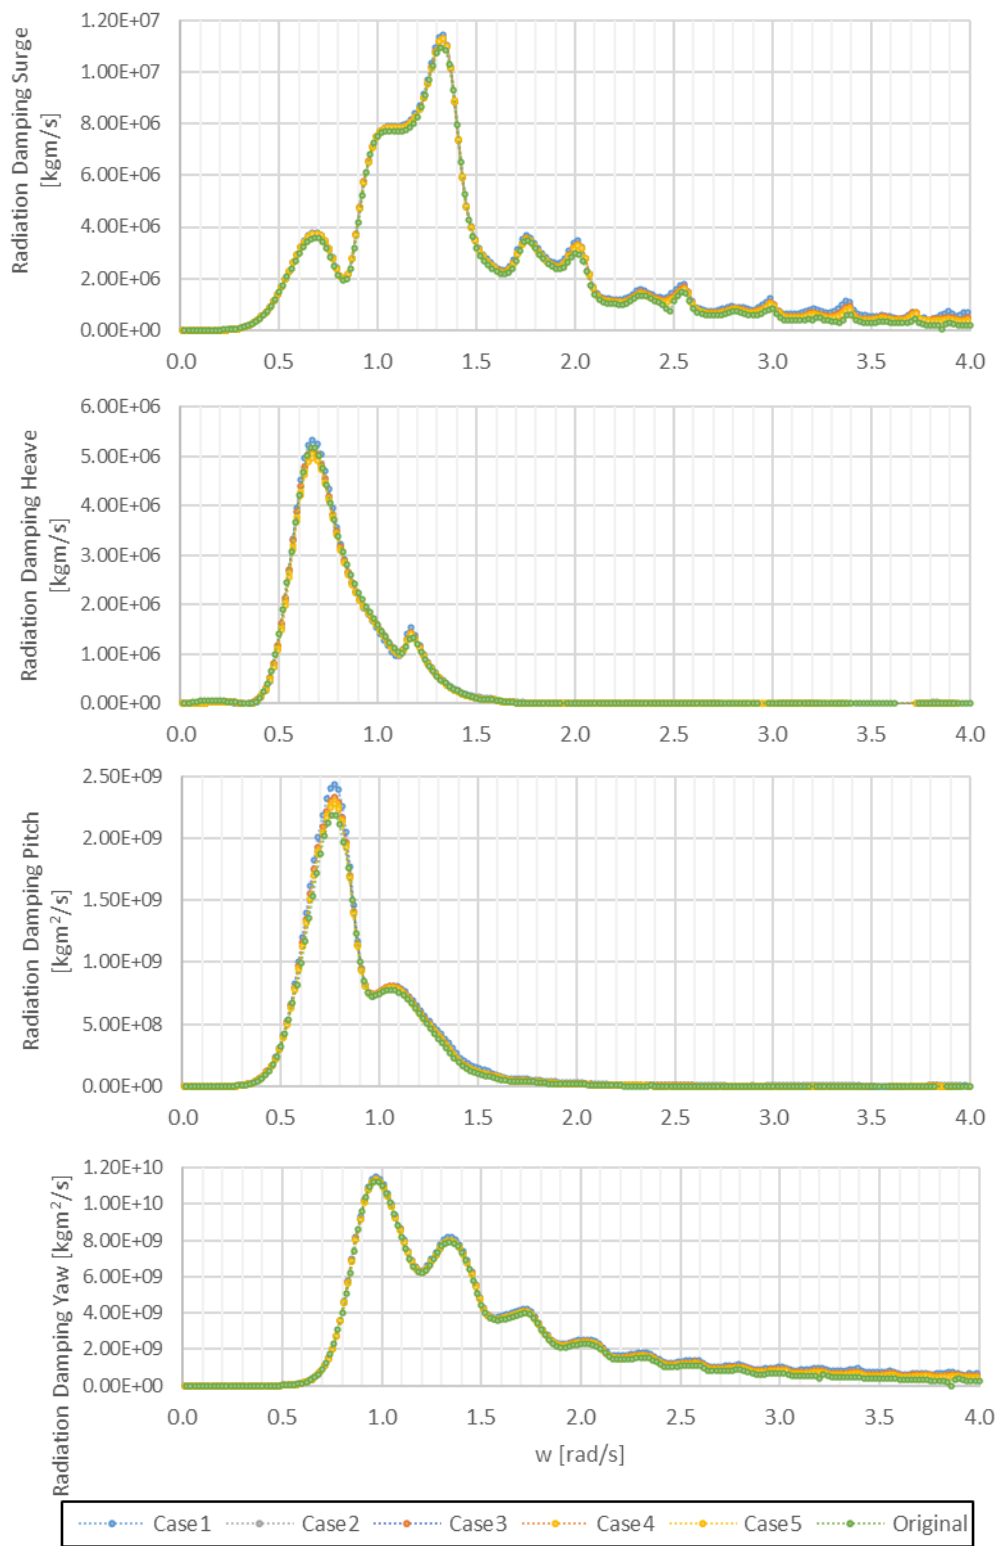 Radiation Damping Surge
[kgm/s]
1.20E+07
1.00E+07
8.00E+06
6.00E+06
4.00E+06
2.00E+06
0.00E+00
0.0 0.5 1.0 1.5 2.0 2.5 3.0 3.5 4.0
Radiation Damping Heave
[kgm/s]
6.00E+06
5.00E+06
4.00E+06
3.00E+06
2.00E+06
1.00E+06
0.00E+00
0.0 0.5 1.0 1.5 2.0 2.5 3.0 3.5 4.0
Radiation Damping Pitch
[kgm²/s]
2.50E+09
2.00E+09
1.50E+09
1.00E+09
5.00E+08
0.00E+00
0.0 0.5 1.0 1.5 2.0 2.5 3.0 3.5 4.0
Radiation Damping Yaw [kgm²/s]
1.20E+10
1.00E+10
8.00E+09
6.00E+09
4.00E+09
2.00E+09
0.00E+00
0.0 0.5 1.0 1.5 2.0 2.5 3.0 3.5 4.0
w [rad/s]
Case1 Case2 Case3 Case4 Case5 Original